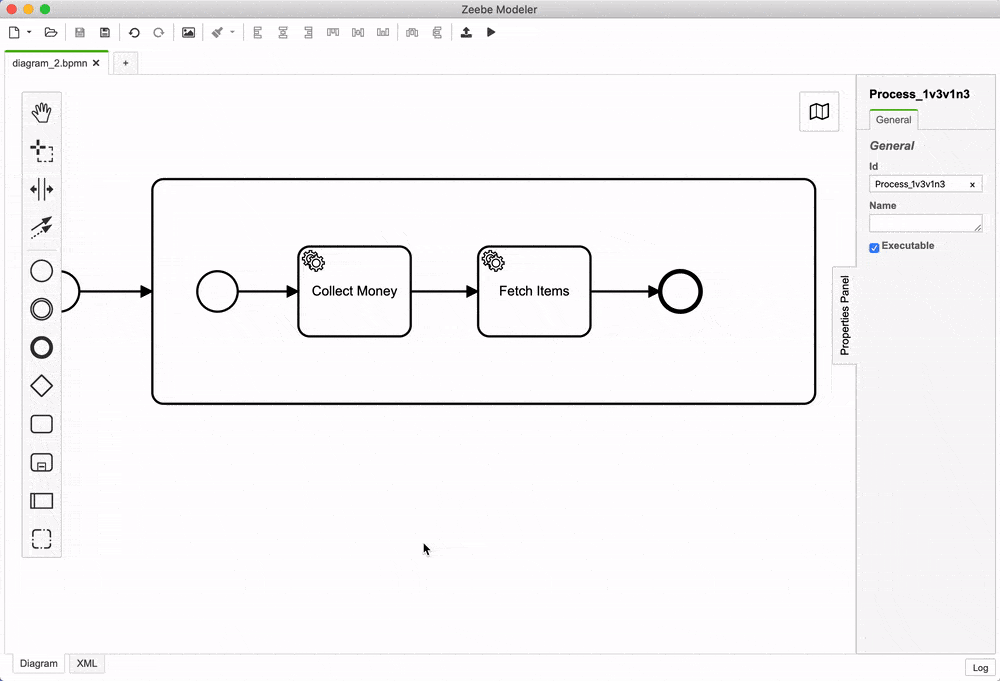 Zeebe Modeler
diagram_2.bpmn ×
+
Process_1v3v1n3
General
General
Id
Process_1v3v1n3 ×
Name
Executable
Collect Money
Fetch Items
Properties Panel
Diagram
XML
Log